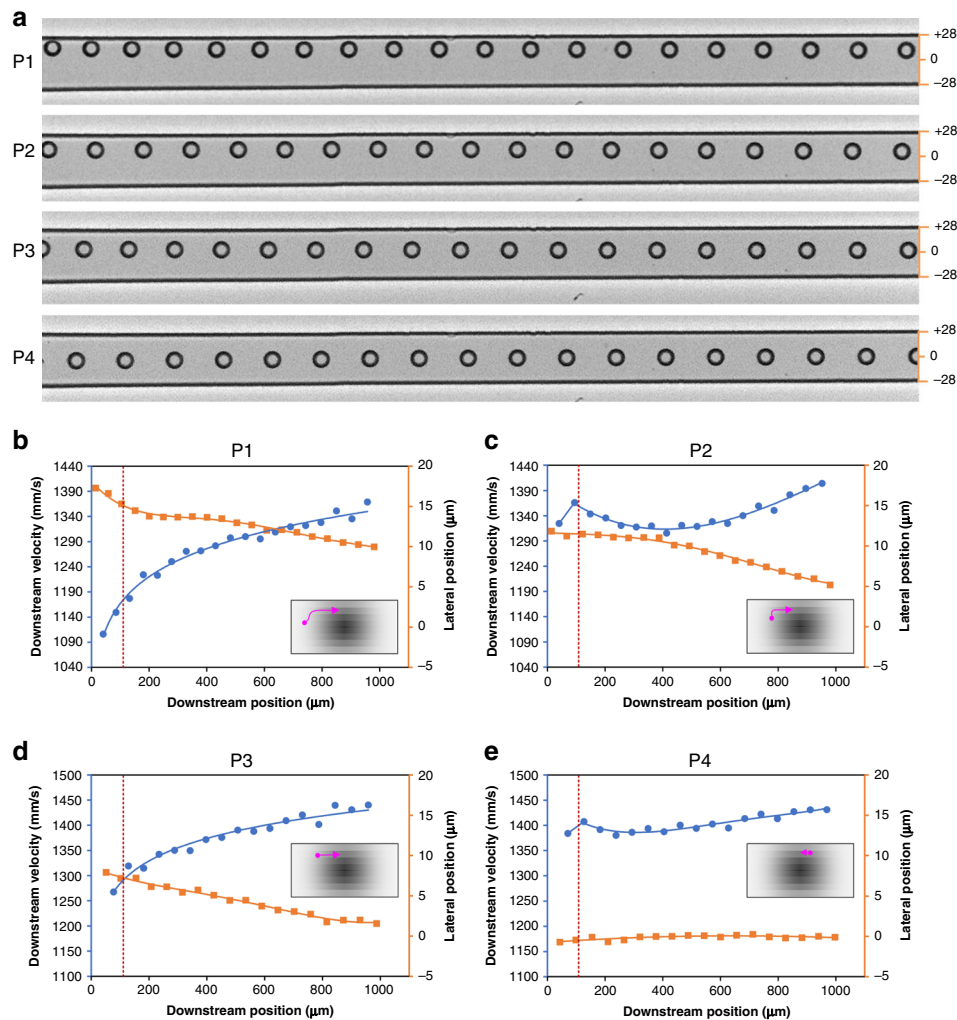 a
P1
+28
0
−28
P2
+28
0
−28
P3
+28
0
−28
P4
+28
0
−28
b
P1
Downstream velocity (mm/s)
1440
1390
1340
1290
1240
1190
1140
1090
1040
20
15
10
5
0
−5
Lateral position (µm)
0 200 400 600 800 1000
Downstream position (µm)
c
P2
Downstream velocity (mm/s)
1440
1390
1340
1290
1240
1190
1140
1090
1040
20
15
10
5
0
−5
Lateral position (µm)
0 200 400 600 800 1000
Downstream position (µm)
d
P3
Downstream velocity (mm/s)
1500
1450
1400
1350
1300
1250
1200
1150
1100
20
15
10
5
0
−5
Lateral position (µm)
0 200 400 600 800 1000
Downstream position (µm)
e
P4
Downstream velocity (mm/s)
1500
1450
1400
1350
1300
1250
1200
1150
1100
20
15
10
5
0
−5
Lateral position (µm)
0 200 400 600 800 1000
Downstream position (µm)